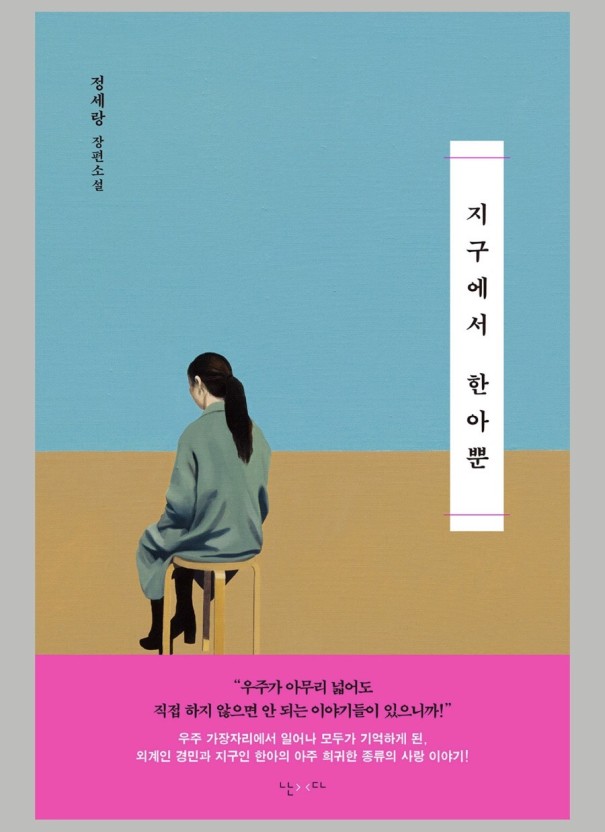 정세랑 장편소설
지구에서 한아뿐
“우주가 아무리 넓어도
직접 하지 않으면 안 되는 이야기들이 있으니까!”
우주 가장자리에서 일어나 모두가 기억하게 된,
외계인 경민과 지구인 한아의 아주 희귀한 종류의 사랑 이야기!
난다